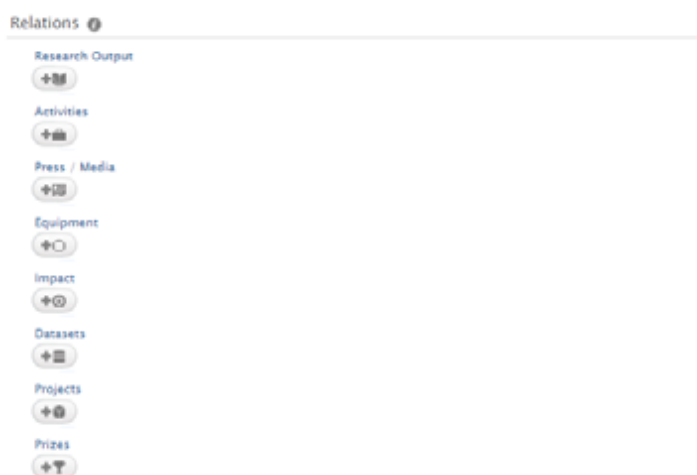 Relations
Research Output
Activities
Press / Media
Equipment
Impact
Datasets
Projects
Prizes